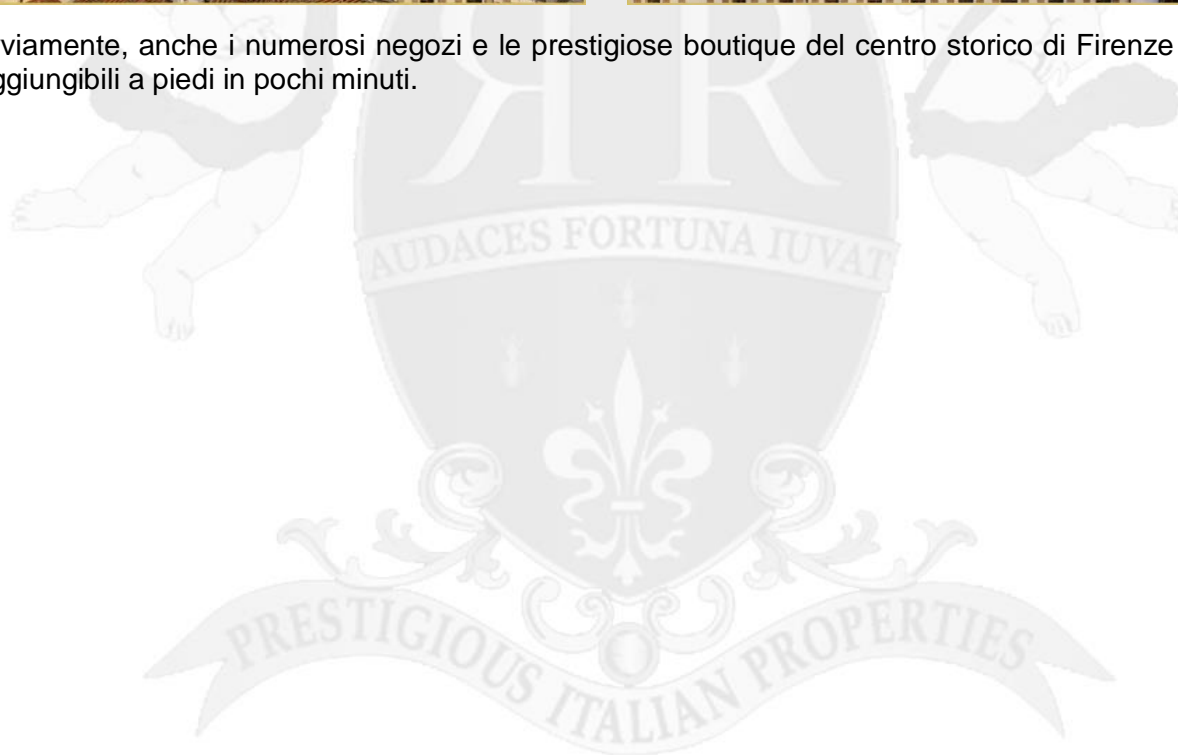 vviamente, anche i numerosi negozi e le prestigiose boutique del centro storico di Firenze
ggiungibili a piedi in pochi minuti.
R R
AUDACES FORTUNA IUVAT
PRESTIGIOUS ITALIAN PROPERTIES